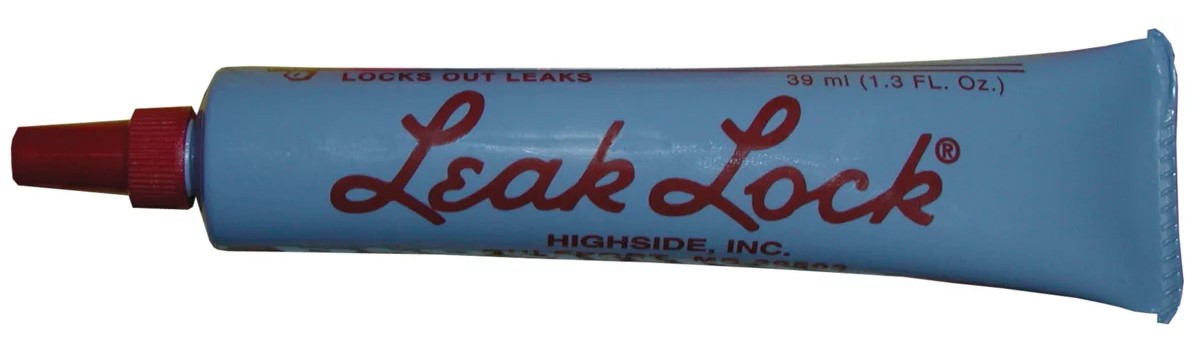 LOCKS OUT LEAKS
39 ml (1.3 FL. Oz.)
Leak Lock®
HIGHSIDE, INC.